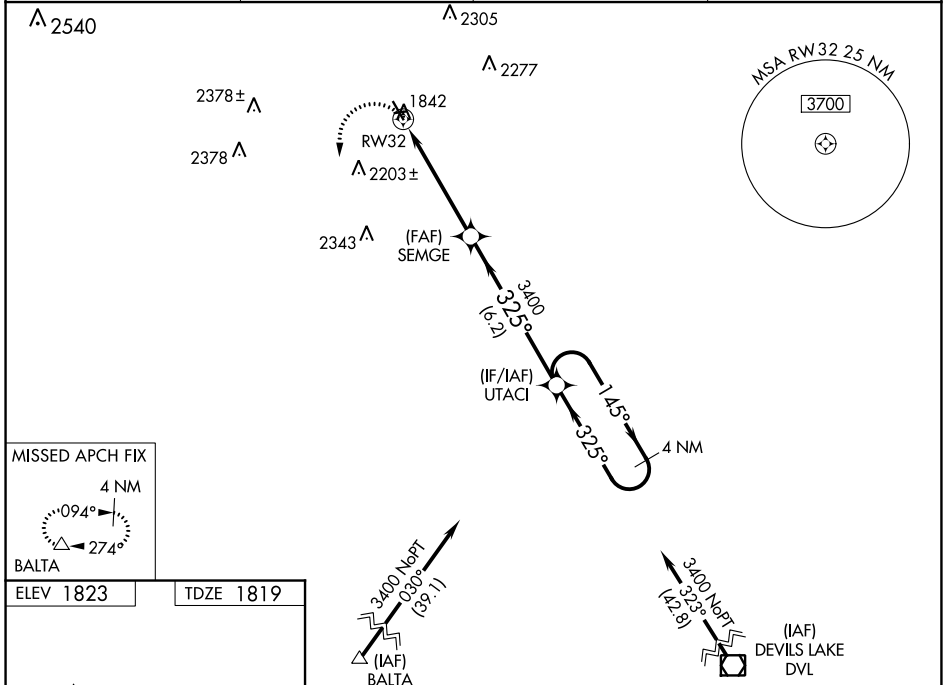 2540
2305
2277
MSA RW32 25 NM
3700
2378±
1842
RW32
2378
2203±
2343
(FAF)
SEMGE
3400
325°
(6.2)
(IF/IAF)
UTACI
145°
325°
4 NM
MISSED APCH FIX
4 NM
094°
274°
BALTA
ELEV 1823
TDZE 1819
3400 NoPT
030°
(39.1)
(IAF)
BALTA
3400 NoPT
323°
(42.8)
(IAF)
DEVILS LAKE
DVL